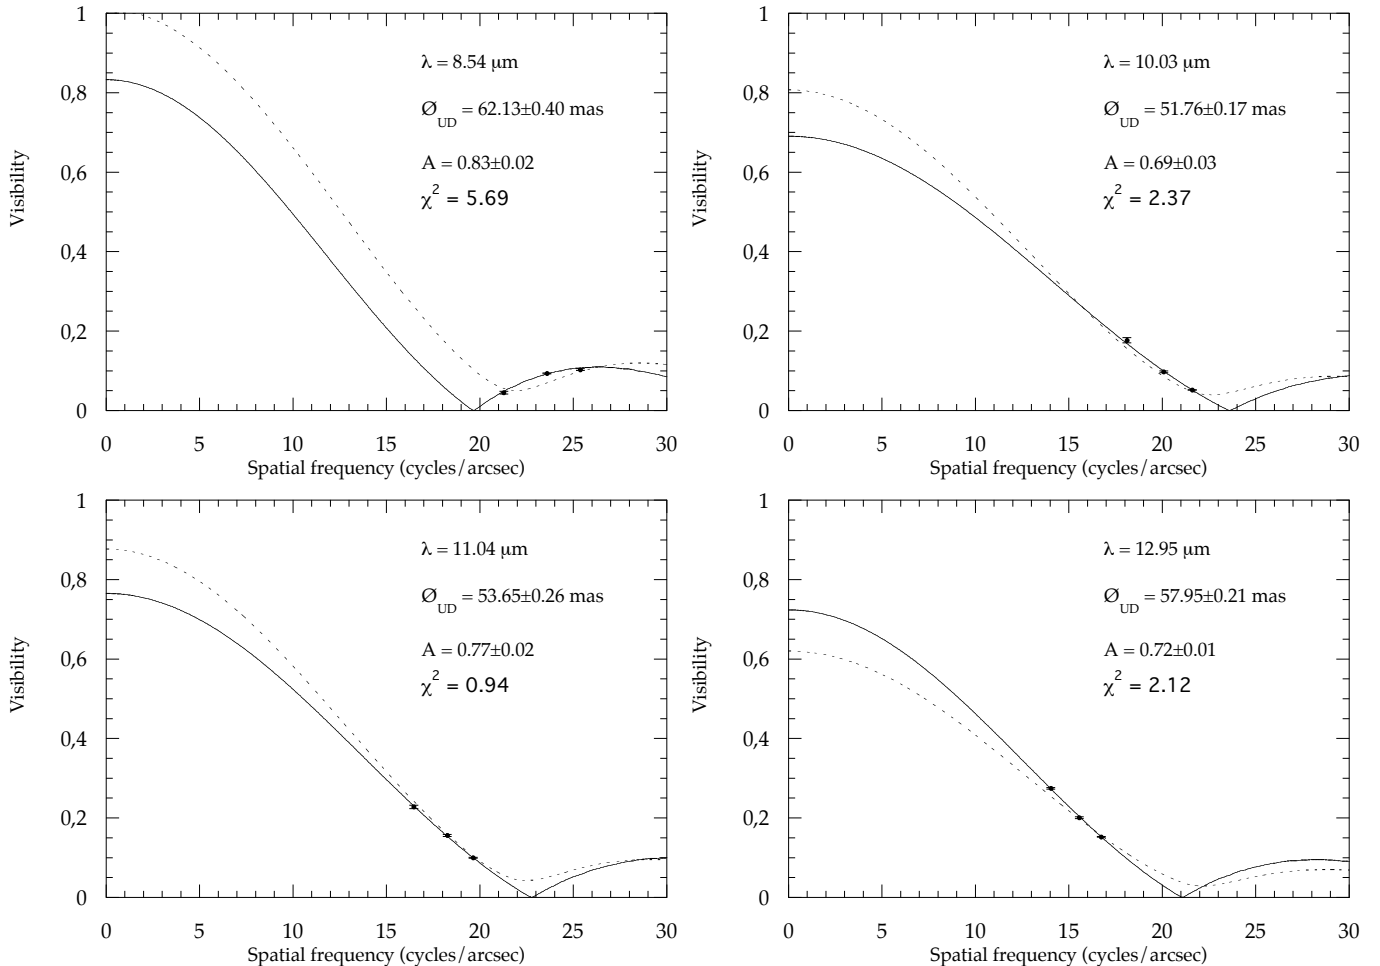 1
0,8
0,6
0,4
0,2
0
Visibility
λ = 8.54 μm
Ø UD = 62.13±0.40 mas
A = 0.83±0.02
χ² = 5.69
0 5 10 15 20 25 30
Spatial frequency (cycles/arcsec)
1
0,8
0,6
0,4
0,2
0
Visibility
λ = 10.03 μm
Ø UD = 51.76±0.17 mas
A = 0.69±0.03
χ² = 2.37
0 5 10 15 20 25 30
Spatial frequency (cycles/arcsec)
1
0,8
0,6
0,4
0,2
0
Visibility
λ = 11.04 μm
Ø UD = 53.65±0.26 mas
A = 0.77±0.02
χ² = 0.94
0 5 10 15 20 25 30
Spatial frequency (cycles/arcsec)
1
0,8
0,6
0,4
0,2
0
Visibility
λ = 12.95 μm
Ø UD = 57.95±0.21 mas
A = 0.72±0.01
χ² = 2.12
0 5 10 15 20 25 30
Spatial frequency (cycles/arcsec)